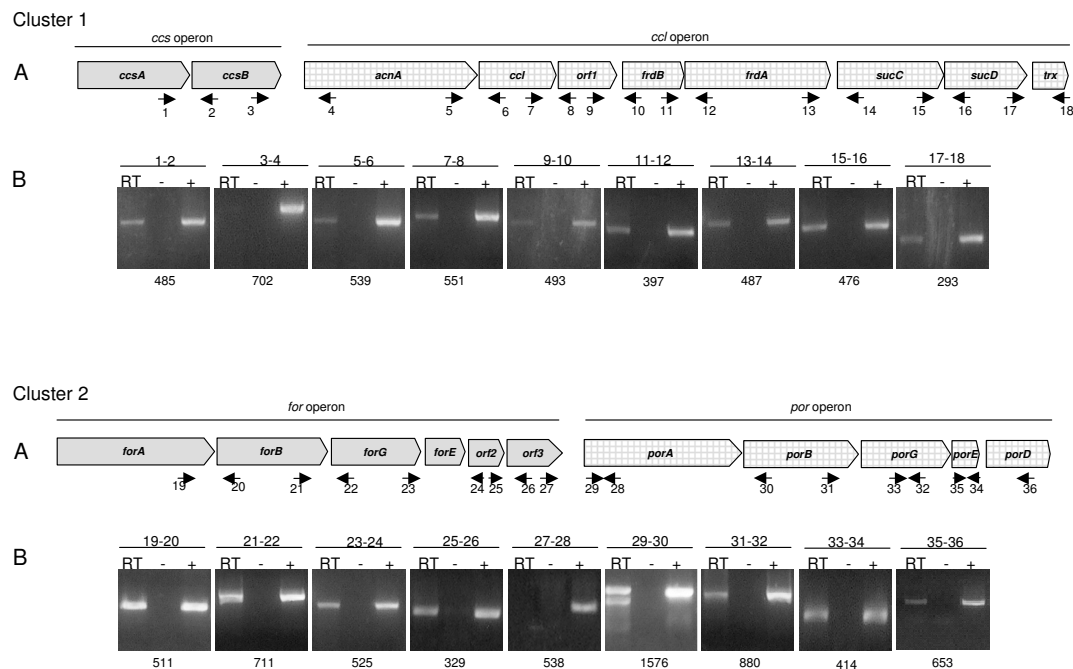 Cluster 1
ccs operon ccl operon
A ccsA ccsB acnA ccl orf1 frdB frdA sucC sucD trx
1 2 3 4 5 6 7 8 9 10 11 12 13 14 15 16 17 18
1-2 3-4 5-6 7-8 9-10 11-12 13-14 15-16 17-18
B RT - + RT - + RT - + RT - + RT - + RT - + RT - + RT - + RT - +
485 702 539 551 493 397 487 476 293
Cluster 2
for operon por operon
A forA forB forG forE orf2 orf3 porA porB porG porE porD
19 20 21 22 23 24 25 26 27 29 28 30 31 33 32 35 34 36
19-20 21-22 23-24 25-26 27-28 29-30 31-32 33-34 35-36
B RT - + RT - + RT - + RT - + RT - + RT - + RT - + RT - + RT - +
511 711 525 329 538 1576 880 414 653